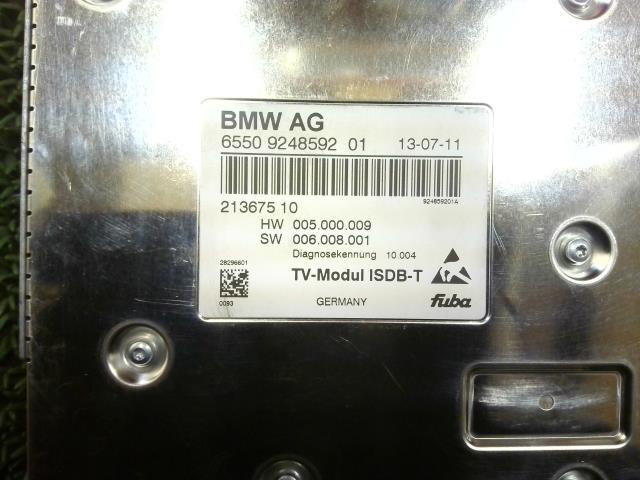 BMW AG
6550 9248592 01 13-07-11
924859201A
213675 10
HW 005.000.009
SW 006.008.001
Diagnosekennung 10.004
28296601
TV-Modul ISDB-T
0093
GERMANY
fuba